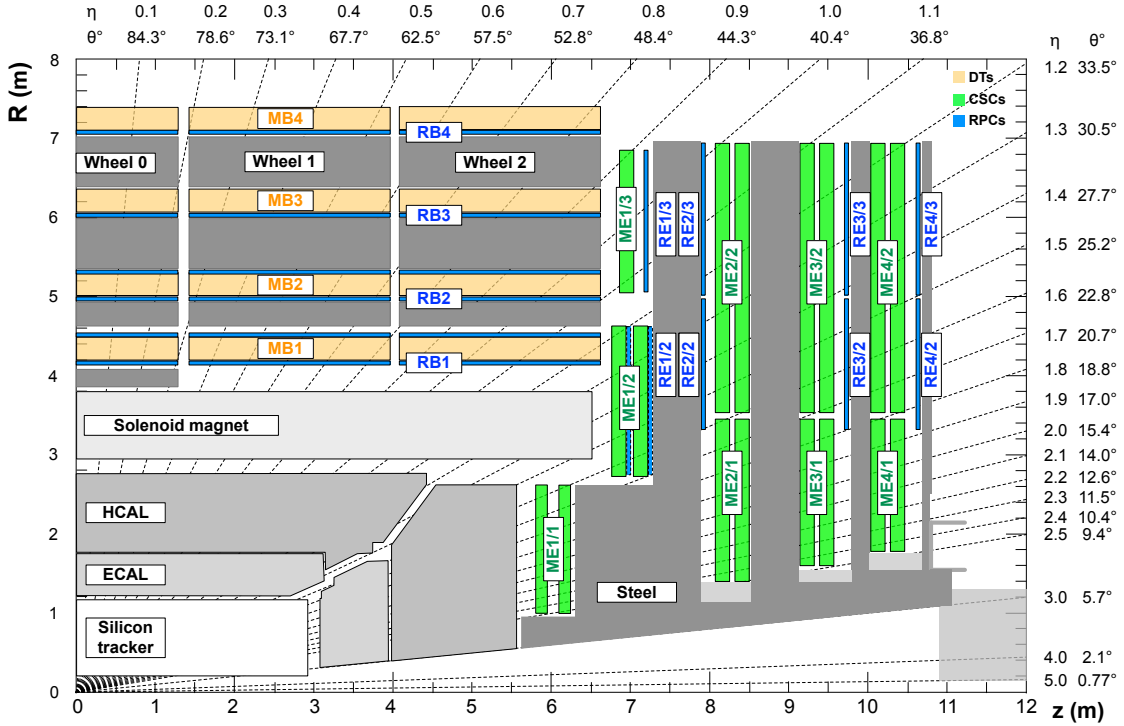 η 0.1 0.2 0.3 0.4 0.5 0.6 0.7 0.8 0.9 1.0 1.1
θ° 84.3° 78.6° 73.1° 67.7° 62.5° 57.5° 52.8° 48.4° 44.3° 40.4° 36.8°
η θ°
R (m)
8
7
6
5
4
3
2
1
0
1.2 33.5°
1.3 30.5°
1.4 27.7°
1.5 25.2°
1.6 22.8°
1.7 20.7°
1.8 18.8°
1.9 17.0°
2.0 15.4°
2.1 14.0°
2.2 12.6°
2.3 11.5°
2.4 10.4°
2.5 9.4°
3.0 5.7°
4.0 2.1°
5.0 0.77°
DTs
CSCs
RPCs
MB4
RB4
Wheel 0
Wheel 1
Wheel 2
MB3
RB3
MB2
RB2
MB1
RB1
Solenoid magnet
HCAL
ECAL
Silicon
tracker
Steel
ME1/3
RE1/3
RE2/3
ME2/2
ME3/2
RE3/3
ME4/2
RE4/3
ME1/2
RE1/2
RE2/2
RE3/2
RE4/2
ME1/1
ME2/1
ME3/1
ME4/1
0 1 2 3 4 5 6 7 8 9 10 11 12
z (m)